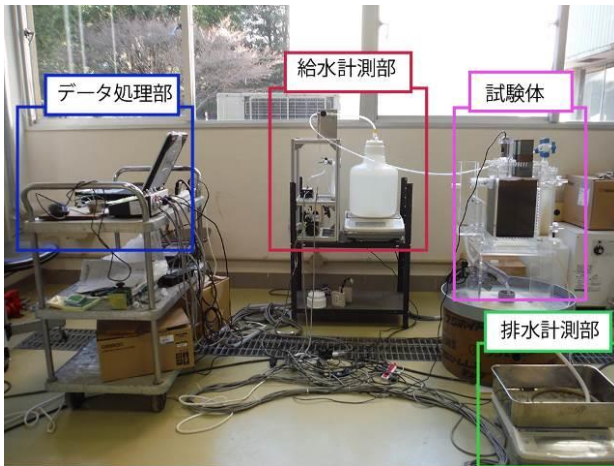 データ処理部
給水計測部
試験体
排水計測部